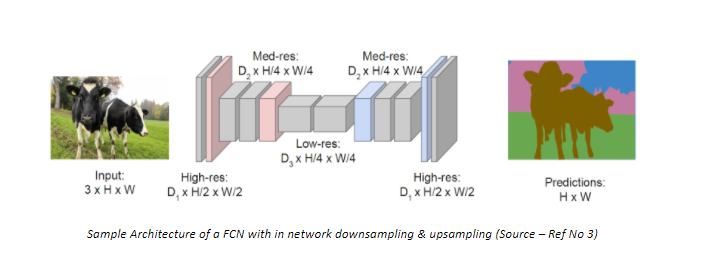 Med-res:
D2 x H/4 x W/4
Med-res:
D2 x H/4 x W/4
Input:
3 x H x W
High-res:
D1 x H/2 x W/2
Low-res:
D3 x H/4 x W/4
High-res:
D1 x H/2 x W/2
Predictions:
H x W
Sample Architecture of a FCN with in network downsampling & upsampling (Source – Ref No 3)